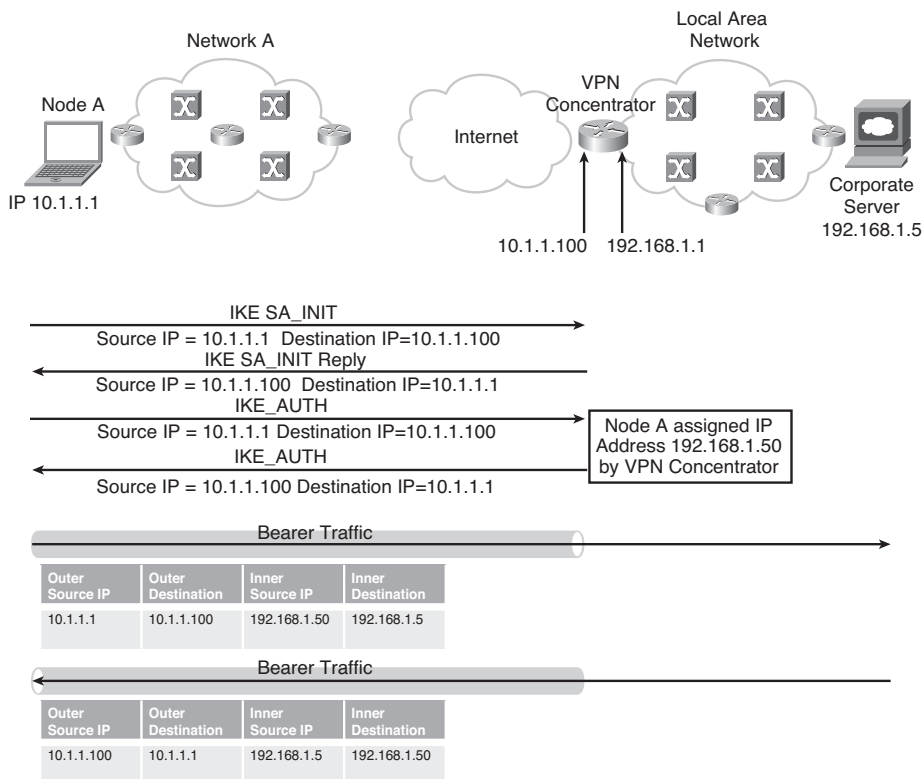 Network A
Local Area
Network
Node A
VPN
Concentrator
Internet
IP 10.1.1.1
Corporate
Server
192.168.1.5
10.1.1.100
192.168.1.1
IKE SA_INIT
Source IP = 10.1.1.1 Destination IP=10.1.1.100
IKE SA_INIT Reply
Source IP = 10.1.1.100 Destination IP=10.1.1.1
IKE_AUTH
Source IP = 10.1.1.1 Destination IP=10.1.1.100
IKE_AUTH
Source IP = 10.1.1.100 Destination IP=10.1.1.1
Node A assigned IP
Address 192.168.1.50
by VPN Concentrator
Bearer Traffic
Outer Source IP Outer Destination Inner Source IP Inner Destination
10.1.1.1 10.1.1.100 192.168.1.50 192.168.1.5
Bearer Traffic
Outer Source IP Outer Destination Inner Source IP Inner Destination
10.1.1.100 10.1.1.1 192.168.1.5 192.168.1.50